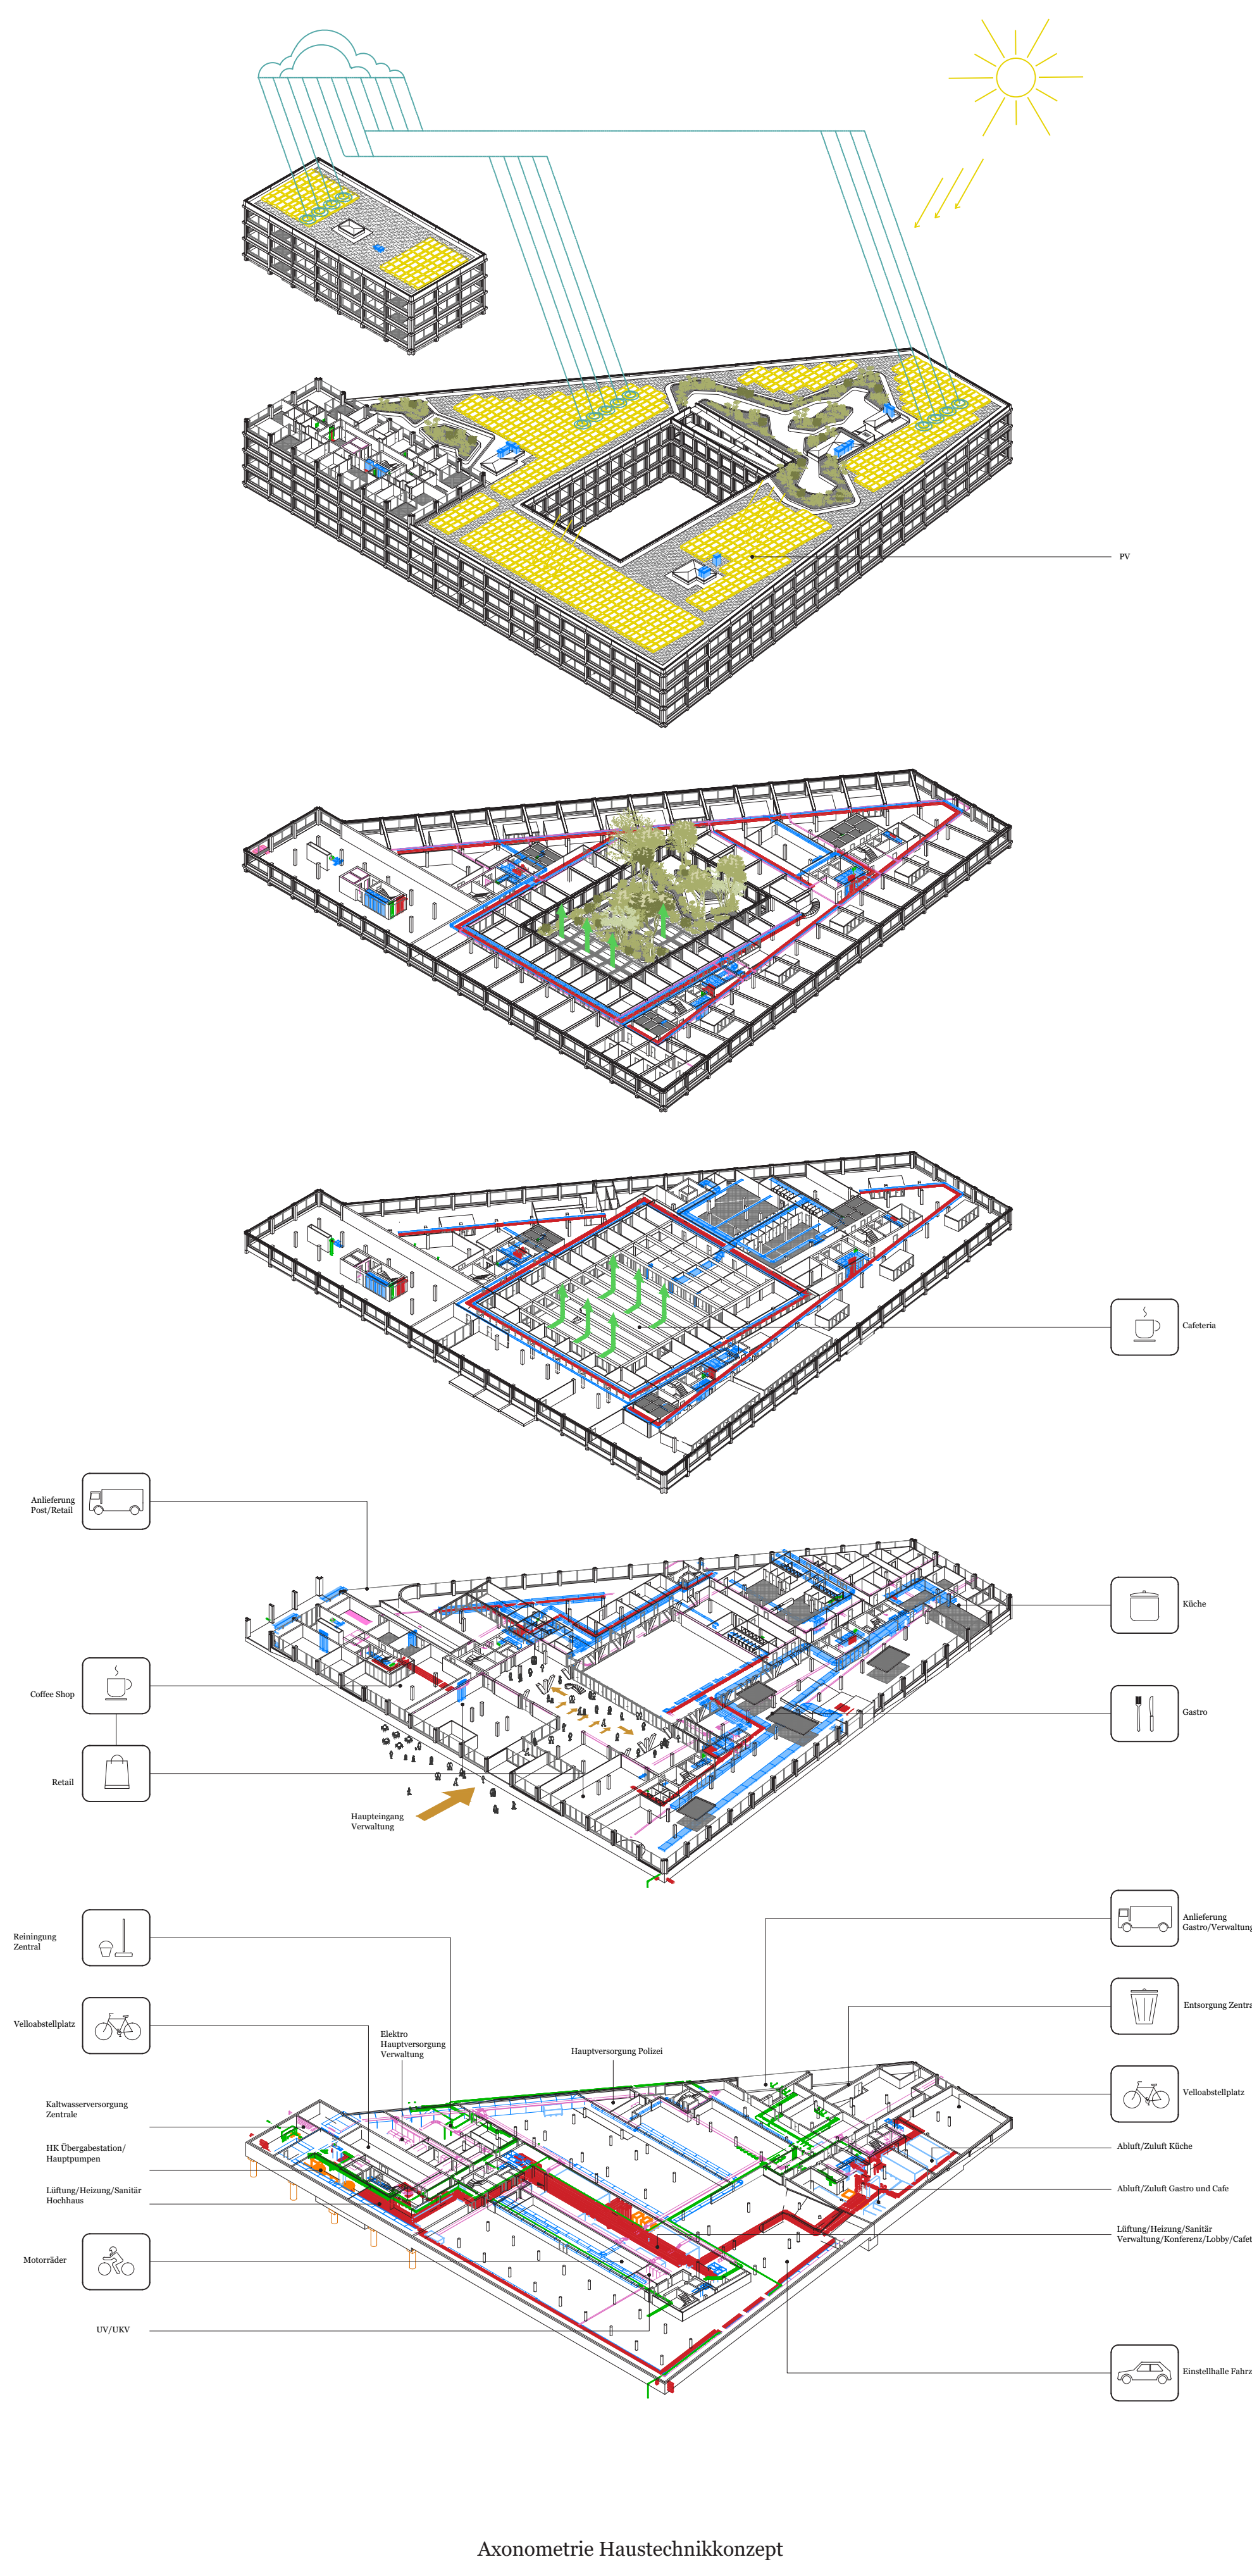 PV
Cafeteria
Anlieferung
Post/Retail
Küche
Coffee Shop
Gastro
Retail
Haupteingang
Verwaltung
Anlieferung
Gastro/Verwaltung
Reiningung
Zentral
Entsorgung Zentra
Velloabstellplatz
Elektro
Hauptversorgung
Verwaltung
Hauptversorgung Polizei
Velloabstellplatz
Kaltwasserversorgung
Zentrale
Abluft/Zuluft Küche
HK Übergabestation/
Hauptpumpen
Abluft/Zuluft Gastro und Cafe
Lüftung/Heizung/Sanitär
Hochhaus
Lüftung/Heizung/Sanitär
Verwaltung/Konferenz/Lobby/Cafet
Motorräder
UV/UKV
Einstellhalle Fahrz
Axonometrie Haustechnikkonzept